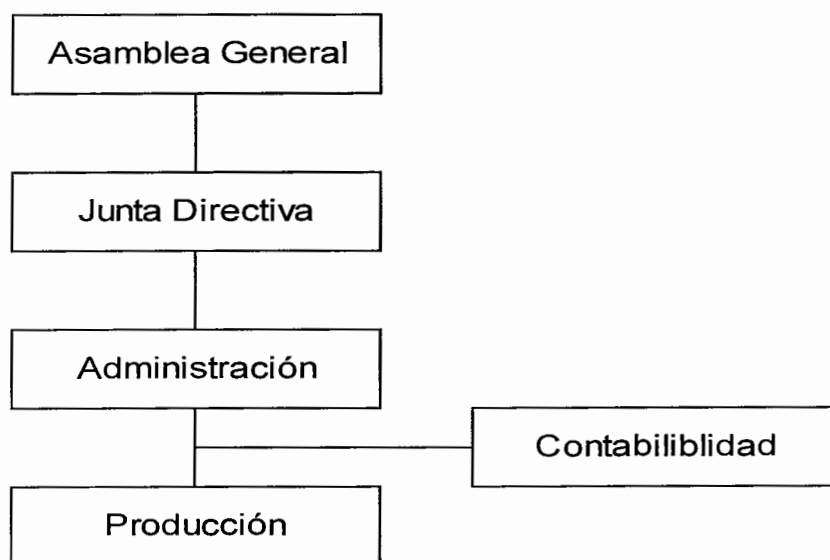 Asamblea General
Junta Directiva
Administración
Contabiliblidad
Producción